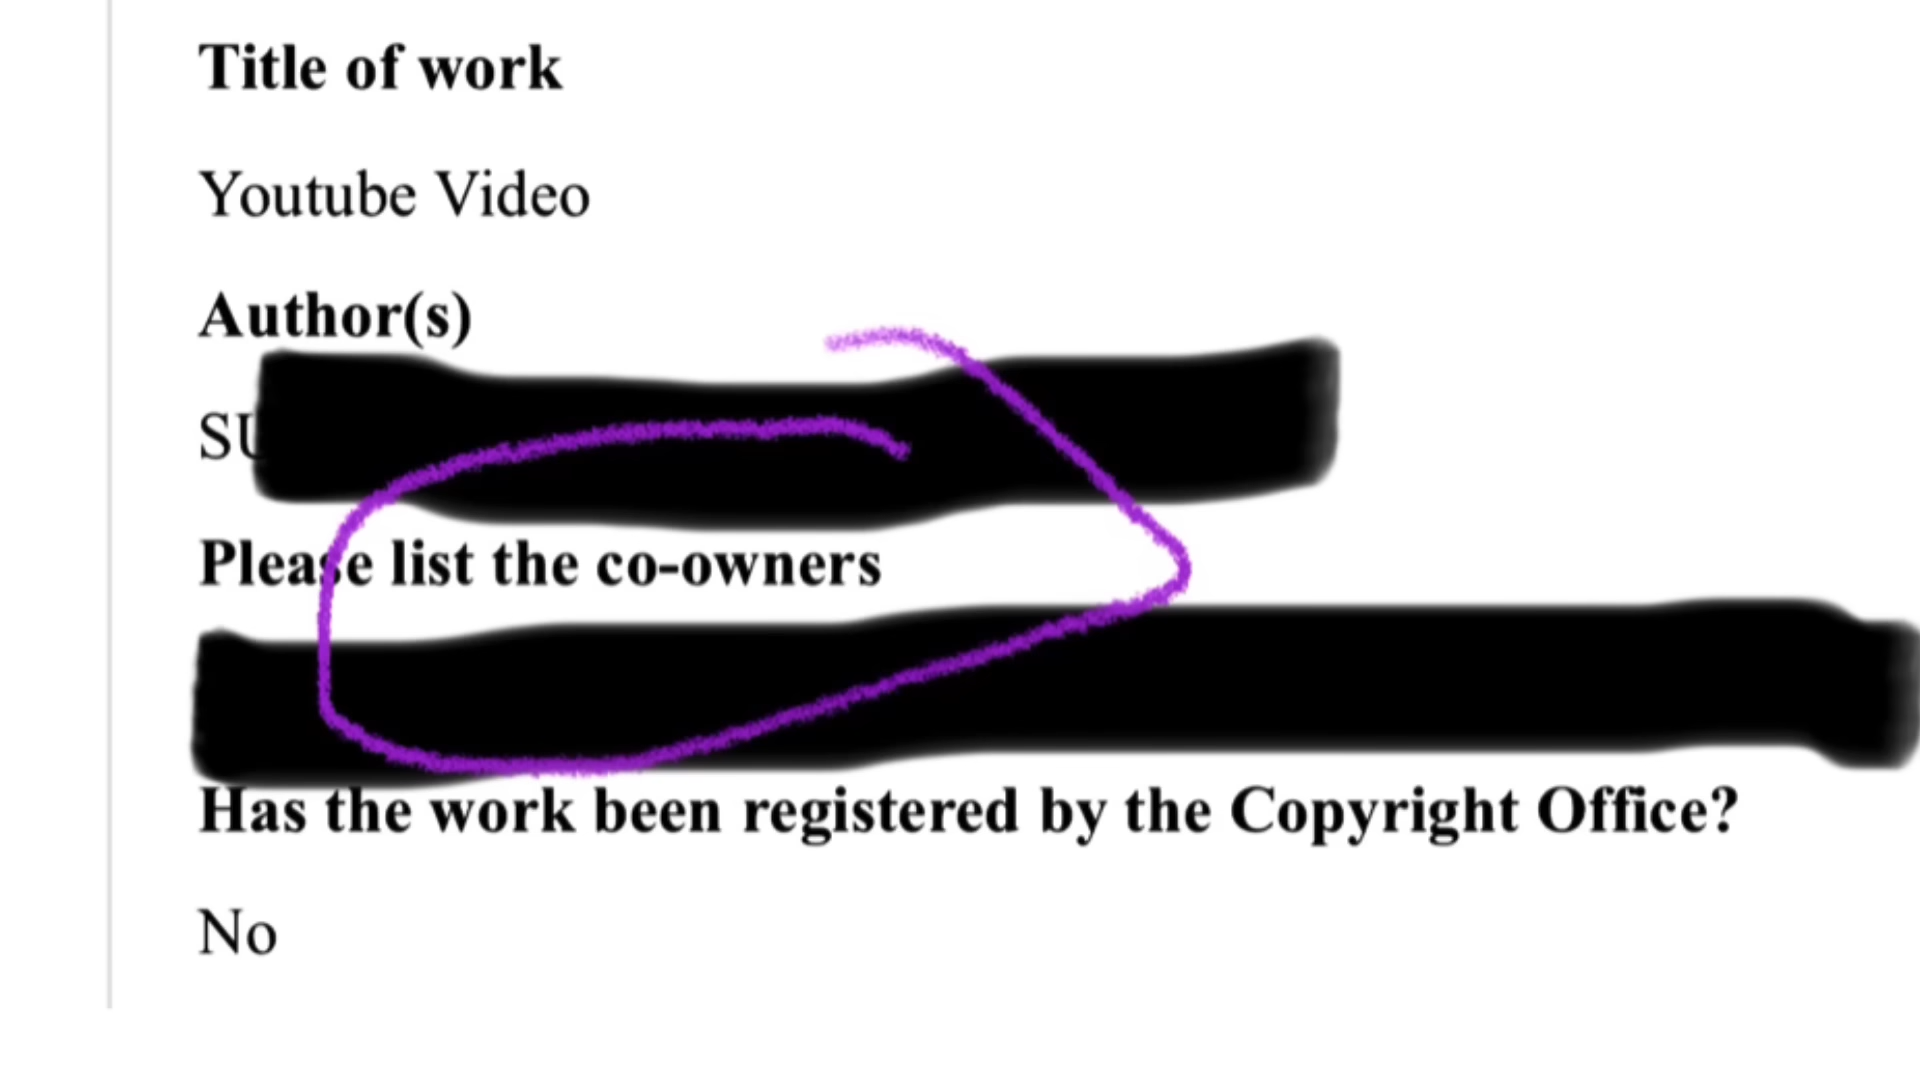 Title of work
Youtube Video
Author(s)
Please list the co-owners
Has the work been registered by the Copyright Office?
No